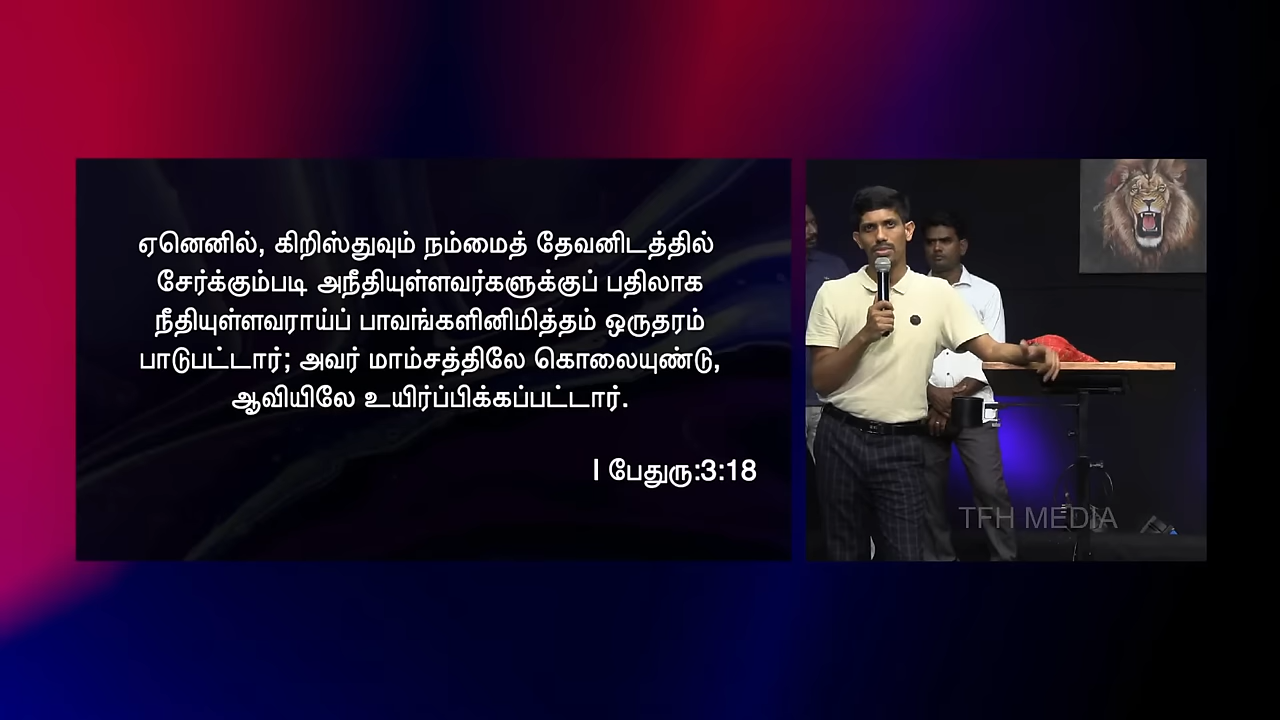 ஏனெனில், கிறிஸ்துவும் நம்மைத் தேவனிடத்தில்
சேர்க்கும்படி அநீதியுள்ளவர்களுக்குப் பதிலாக
நீதியுள்ளவராய்ப் பாவங்களினிமித்தம் ஒருதரம்
பாடுபட்டார்; அவர் மாம்சத்திலே கொலையுண்டு,
ஆவியிலே உயிர்ப்பிக்கப்பட்டார்.
I பேதுரு:3:18
TFH MEDIA